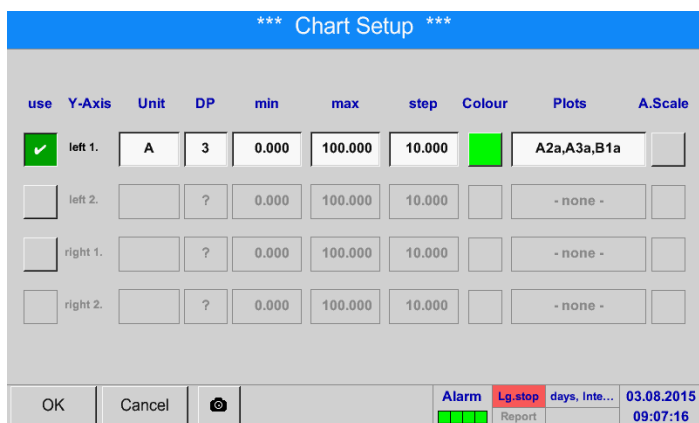 *** Chart Setup ***
use Y-Axis Unit DP min max step Colour Plots A.Scale
left 1. A 3 0.000 100.000 10.000 A2a,A3a,B1a
left 2. ? 0.000 100.000 10.000 - none -
right 1. ? 0.000 100.000 10.000 - none -
right 2. ? 0.000 100.000 10.000 - none -
OK Cancel Alarm Lg.stop days, Inte... 03.08.2015
Report 09:07:16